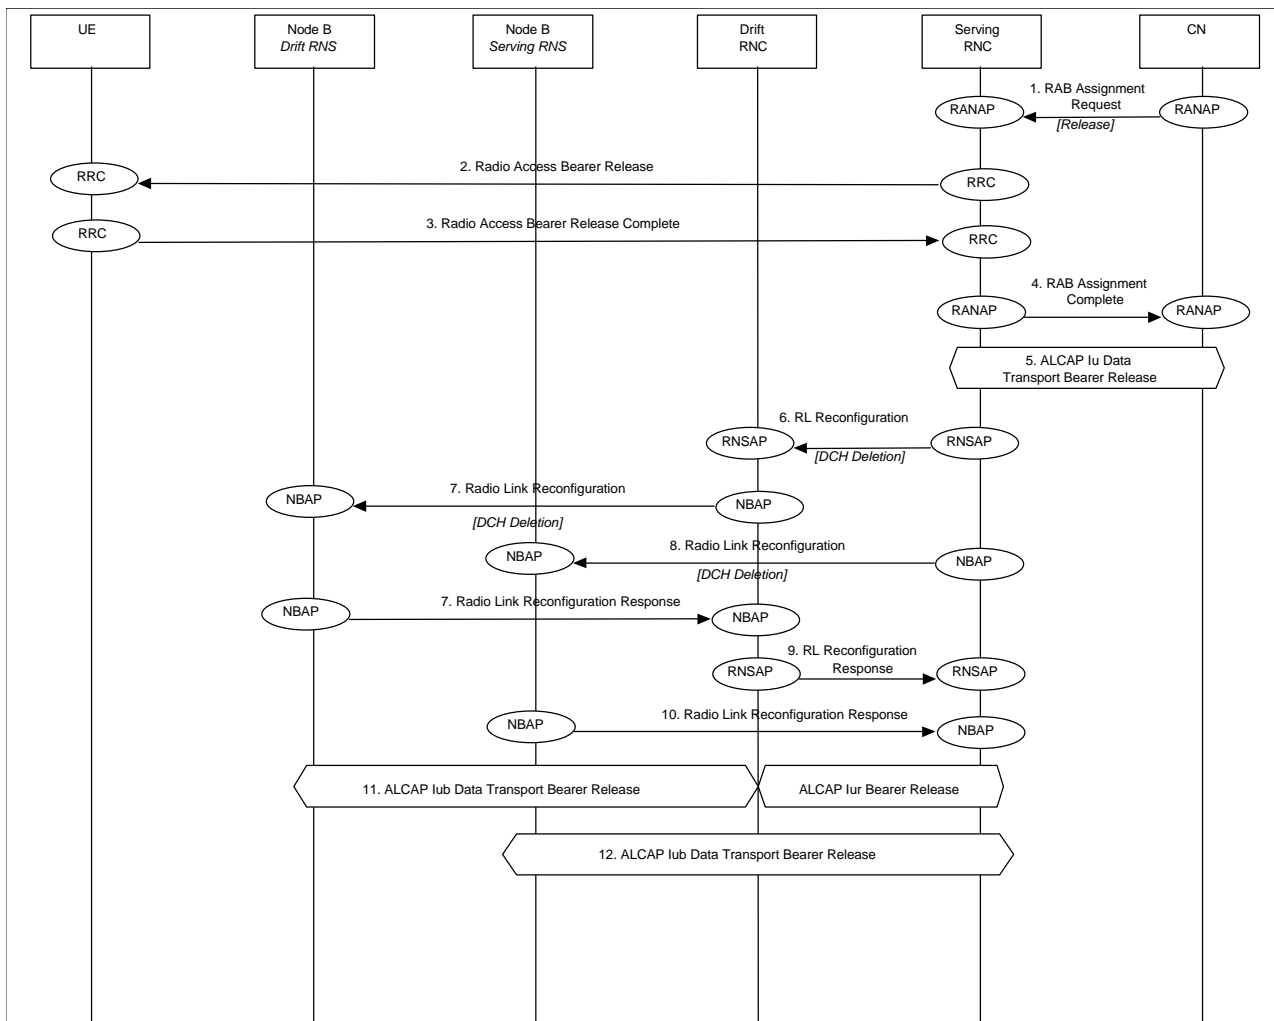 UE
Node B
Drift RNS
Node B
Serving RNS
Drift
RNC
Serving
RNC
CN
1. RAB Assignment
Request
[Release]
RANAP
RANAP
2. Radio Access Bearer Release
RRC
RRC
3. Radio Access Bearer Release Complete
RRC
RRC
4. RAB Assignment
Complete
RANAP
RANAP
5. ALCAP Iu Data
Transport Bearer Release
6. RL Reconfiguration
RNSAP
RNSAP
[DCH Deletion]
7. Radio Link Reconfiguration
NBAP
NBAP
[DCH Deletion]
8. Radio Link Reconfiguration
NBAP
NBAP
[DCH Deletion]
7. Radio Link Reconfiguration Response
NBAP
NBAP
9. RL Reconfiguration
Response
RNSAP
RNSAP
10. Radio Link Reconfiguration Response
NBAP
NBAP
11. ALCAP Iub Data Transport Bearer Release
ALCAP Iur Bearer Release
12. ALCAP Iub Data Transport Bearer Release